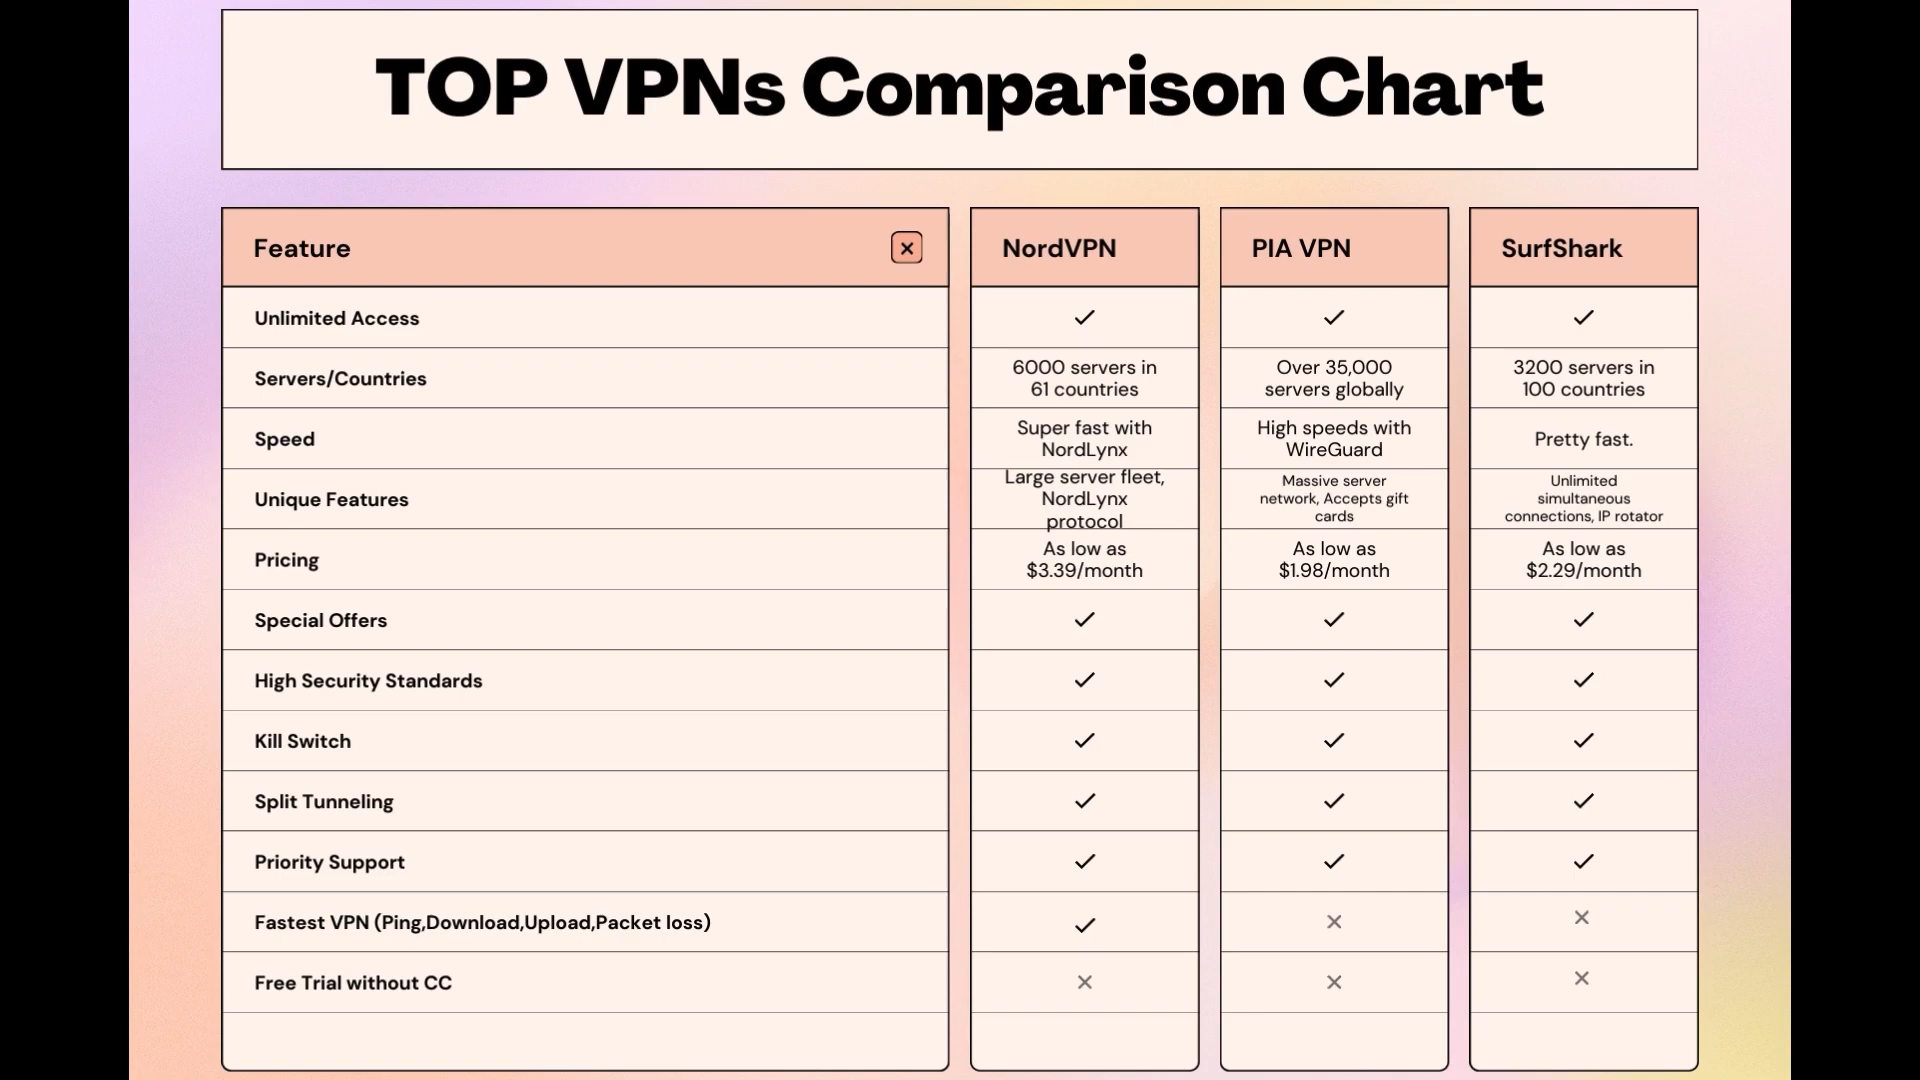 TOP VPNs Comparison Chart
Feature
NordVPN
PIA VPN
SurfShark
Unlimited Access
Servers/Countries
6000 servers in
61 countries
Over 35,000
servers globally
3200 servers in
100 countries
Speed
Super fast with
NordLynx
High speeds with
WireGuard
Pretty fast.
Unique Features
Large server fleet,
NordLynx
protocol
Massive server
network, Accepts gift
cards
Unlimited
simultaneous
connections, IP rotator
Pricing
As low as
$3.39/month
As low as
$1.98/month
As low as
$2.29/month
Special Offers
High Security Standards
Kill Switch
Split Tunneling
Priority Support
Fastest VPN (Ping,Download,Upload,Packet loss)
Free Trial without CC